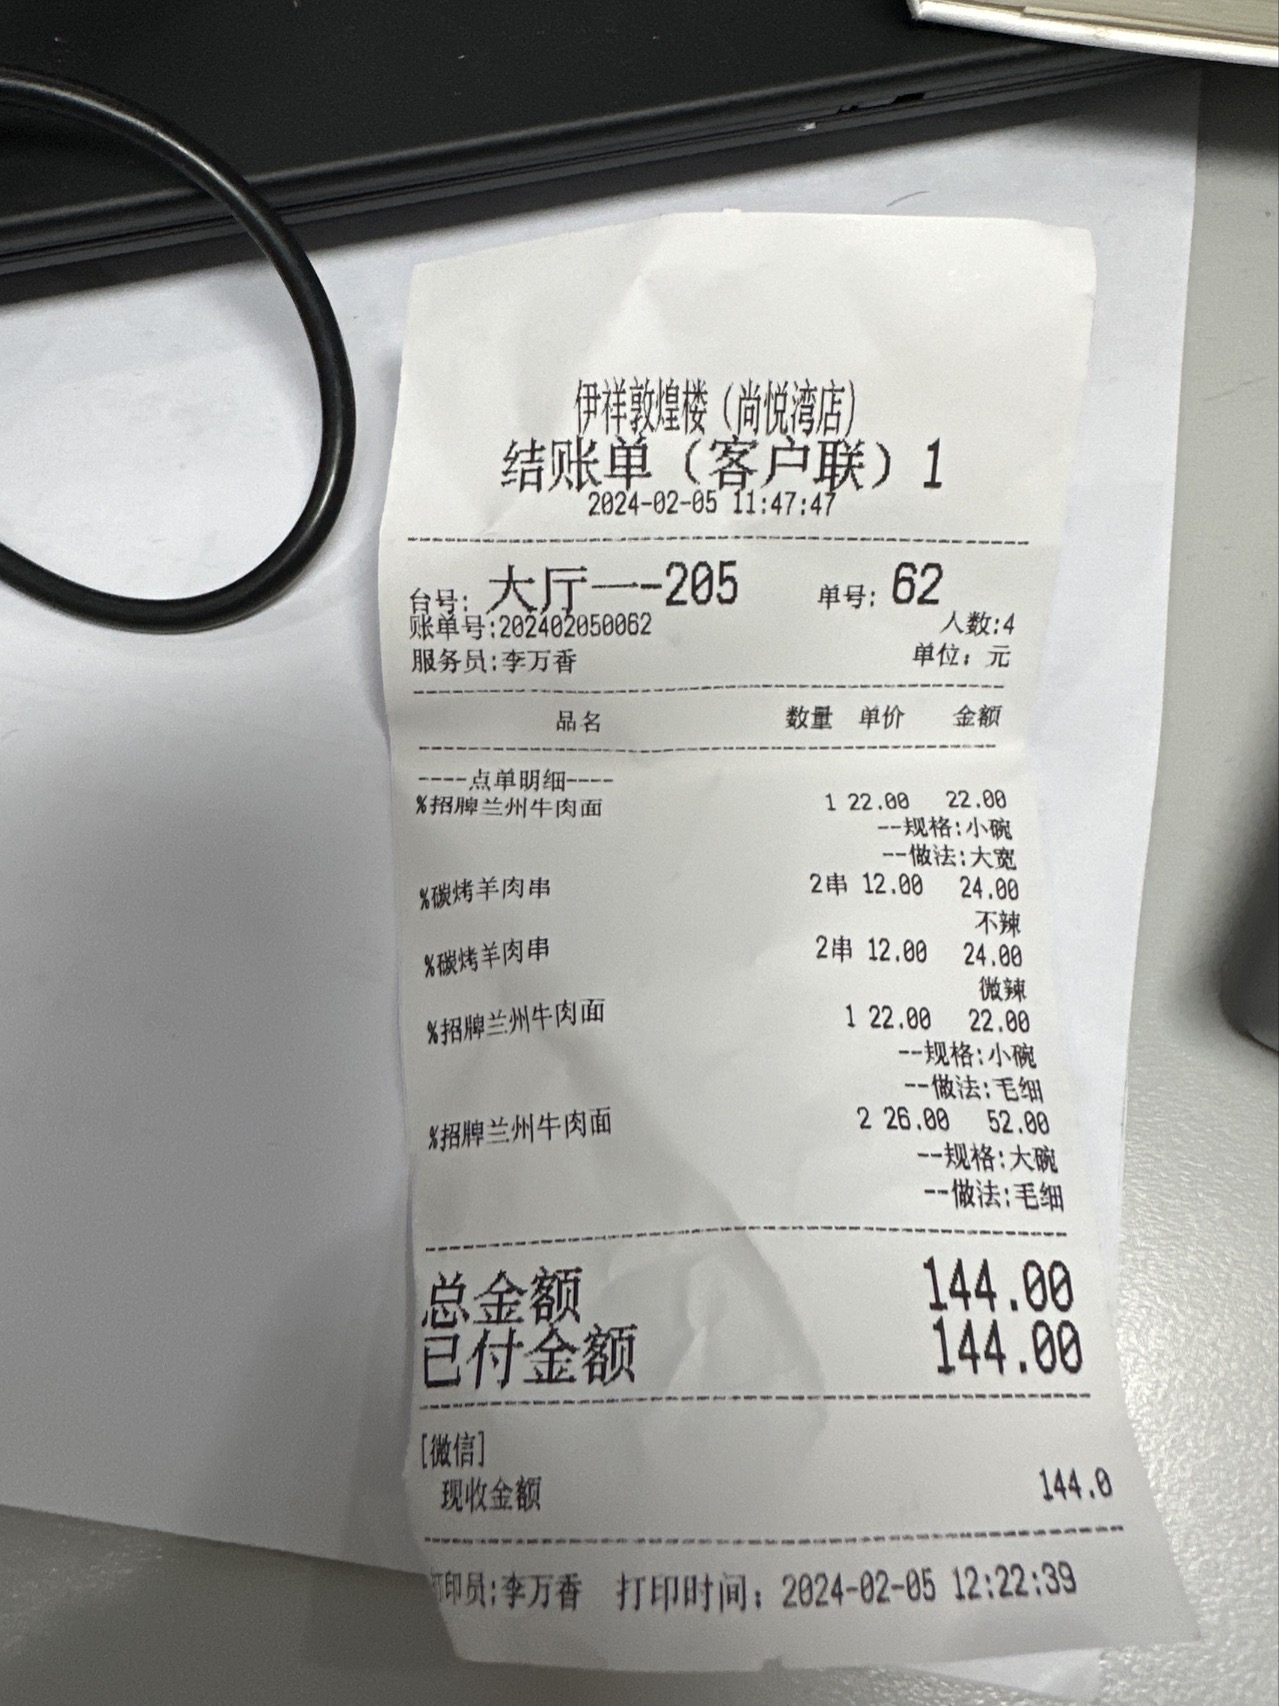 伊祥敦煌楼（尚悦湾店）
结账单（客户联）1
2024-02-05 11:47:47
台号: 大厅一-205 单号: 62
账单号:202402050062 人数:4
服务员:李万香 单位：元
品名 数量 单价 金额
----点单明细----
%招牌兰州牛肉面 1 22.00 22.00
--规格:小碗
--做法:大宽
%碳烤羊肉串 2串 12.00 24.00
不辣
%碳烤羊肉串 2串 12.00 24.00
微辣
%招牌兰州牛肉面 1 22.00 22.00
--规格:小碗
--做法:毛细
%招牌兰州牛肉面 2 26.00 52.00
--规格:大碗
--做法:毛细
总金额 144.00
已付金额 144.00
[微信]
现收金额 144.0
打印员:李万香 打印时间：2024-02-05 12:22:39